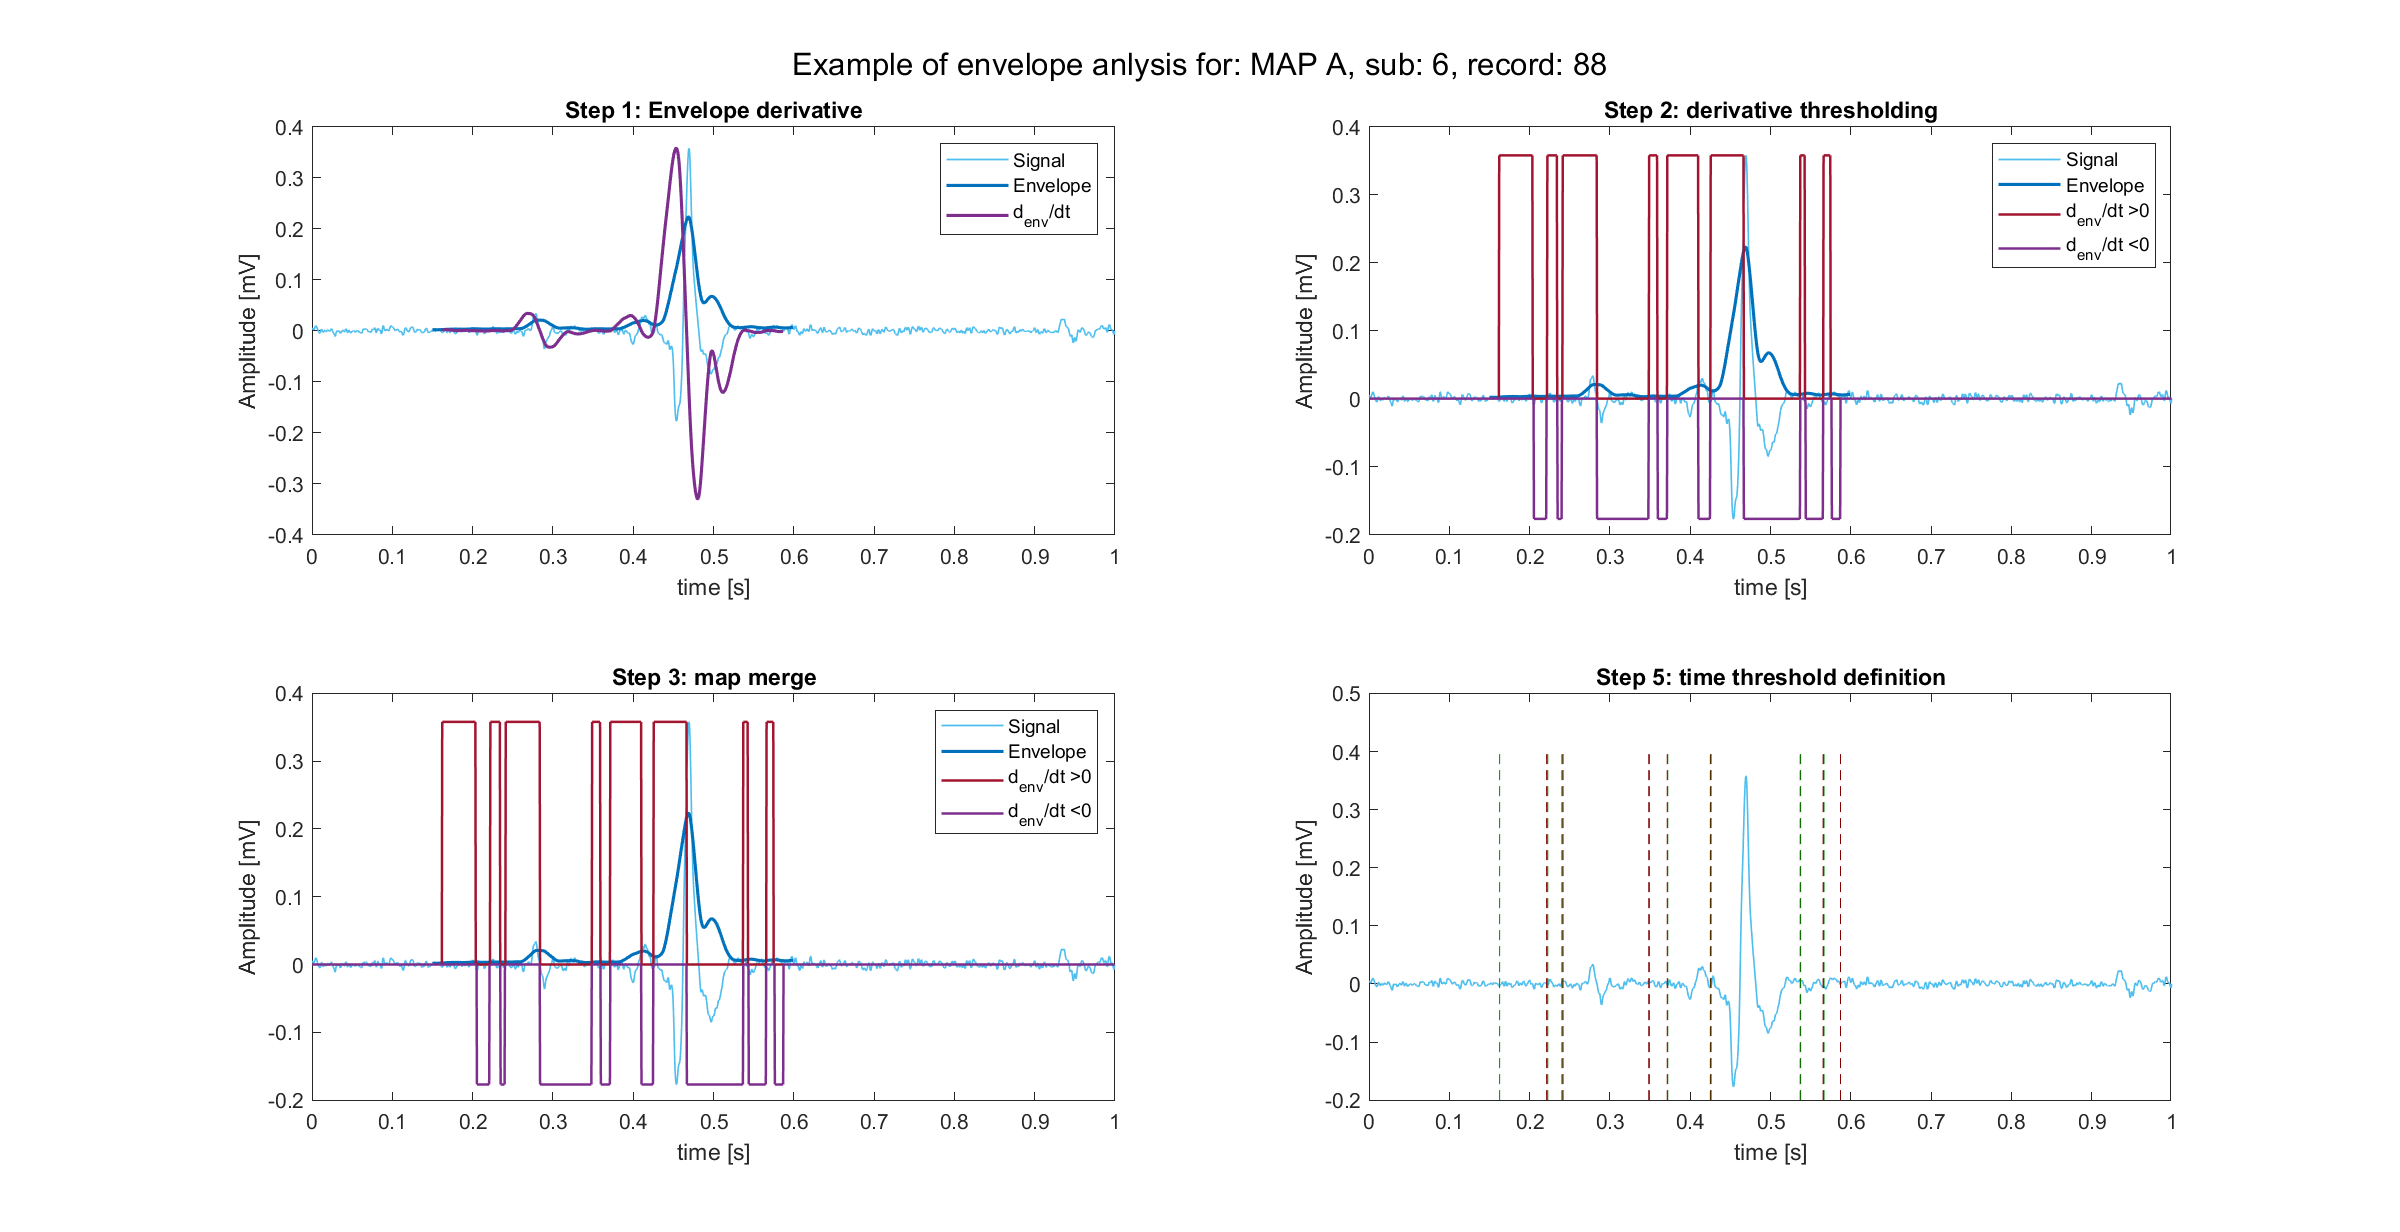 Example of envelope anlysis for: MAP A, sub: 6, record: 88
Step 1: Envelope derivative
0.4
0.3
0.2
0.1
0
-0.1
-0.2
-0.3
-0.4
Amplitude [mV]
0 0.1 0.2 0.3 0.4 0.5 0.6 0.7 0.8 0.9 1
time [s]
Signal
Envelope
d_env/dt
Step 2: derivative thresholding
0.4
0.3
0.2
0.1
0
-0.1
-0.2
Amplitude [mV]
0 0.1 0.2 0.3 0.4 0.5 0.6 0.7 0.8 0.9 1
time [s]
Signal
Envelope
d_env/dt >0
d_env/dt <0
Step 3: map merge
0.4
0.3
0.2
0.1
0
-0.1
-0.2
Amplitude [mV]
0 0.1 0.2 0.3 0.4 0.5 0.6 0.7 0.8 0.9 1
time [s]
Signal
Envelope
d_env/dt >0
d_env/dt <0
Step 5: time threshold definition
0.5
0.4
0.3
0.2
0.1
0
-0.1
-0.2
Amplitude [mV]
0 0.1 0.2 0.3 0.4 0.5 0.6 0.7 0.8 0.9 1
time [s]